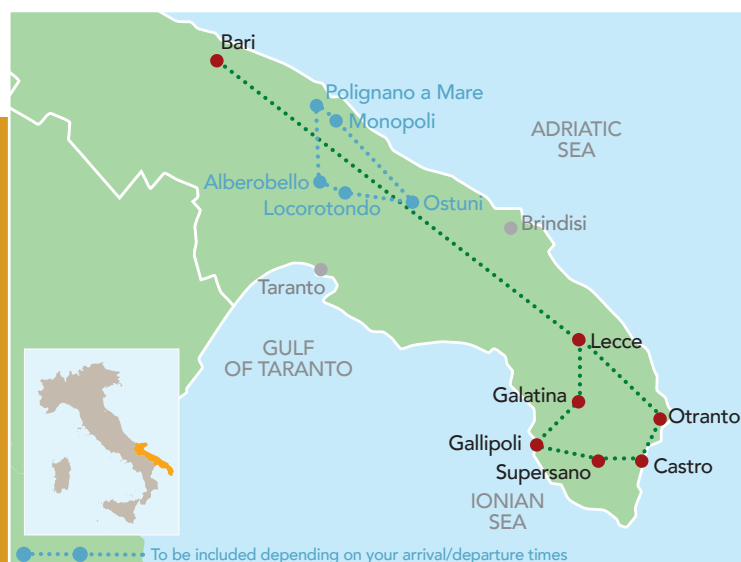 Bari
Polignano a Mare
Monopoli
ADRIATIC
SEA
Alberobello
Locorotondo
Ostuni
Brindisi
Taranto
GULF
OF TARANTO
Lecce
Galatina
Otranto
Gallipoli
Supersano
Castro
IONIAN
SEA
To be included depending on your arrival/departure times